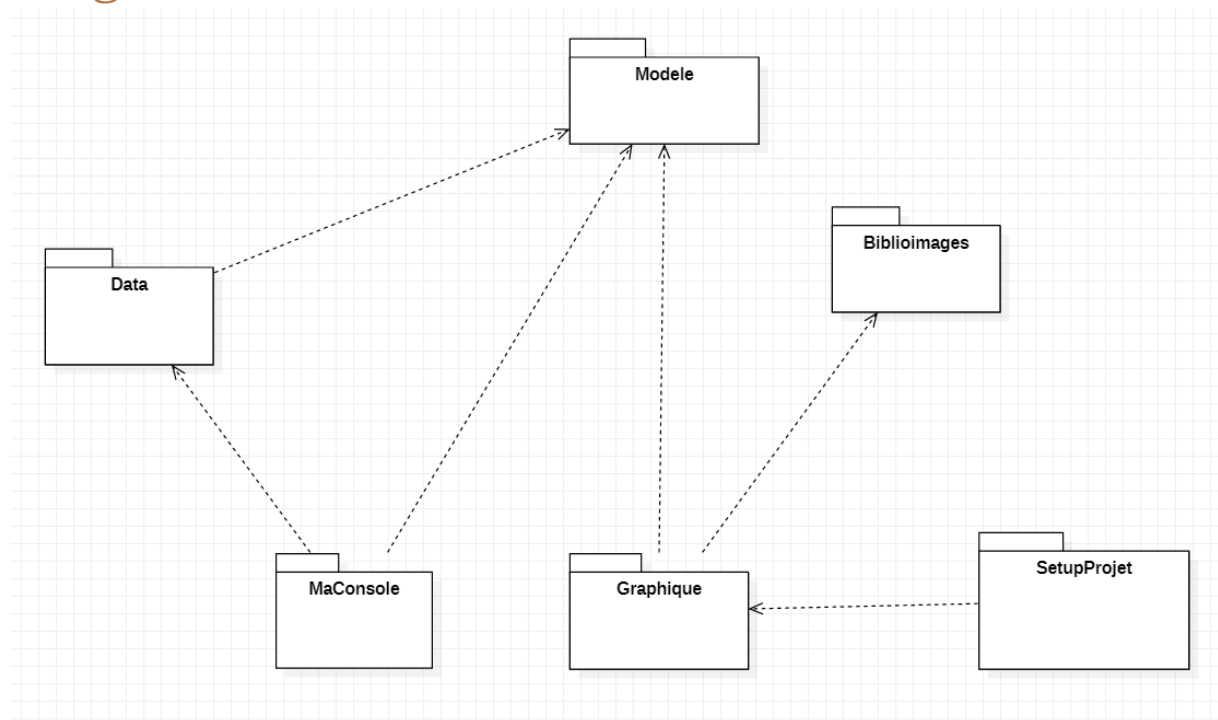 Modele
Biblioimages
Data
SetupProjet
MaConsole
Graphique